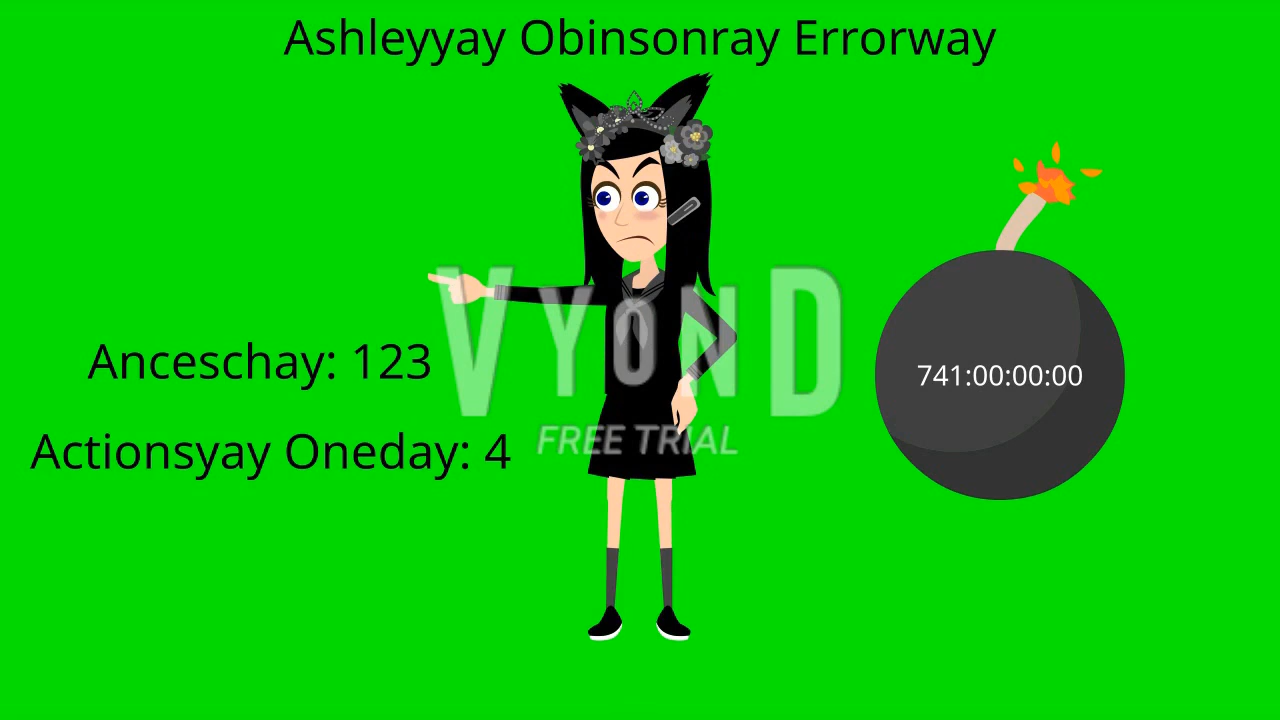 Ashleyyay Obinsonray Errorway
VYOND
FREE TRIAL
Anceschay: 123
741:00:00:00
Actionsyay Oneday: 4